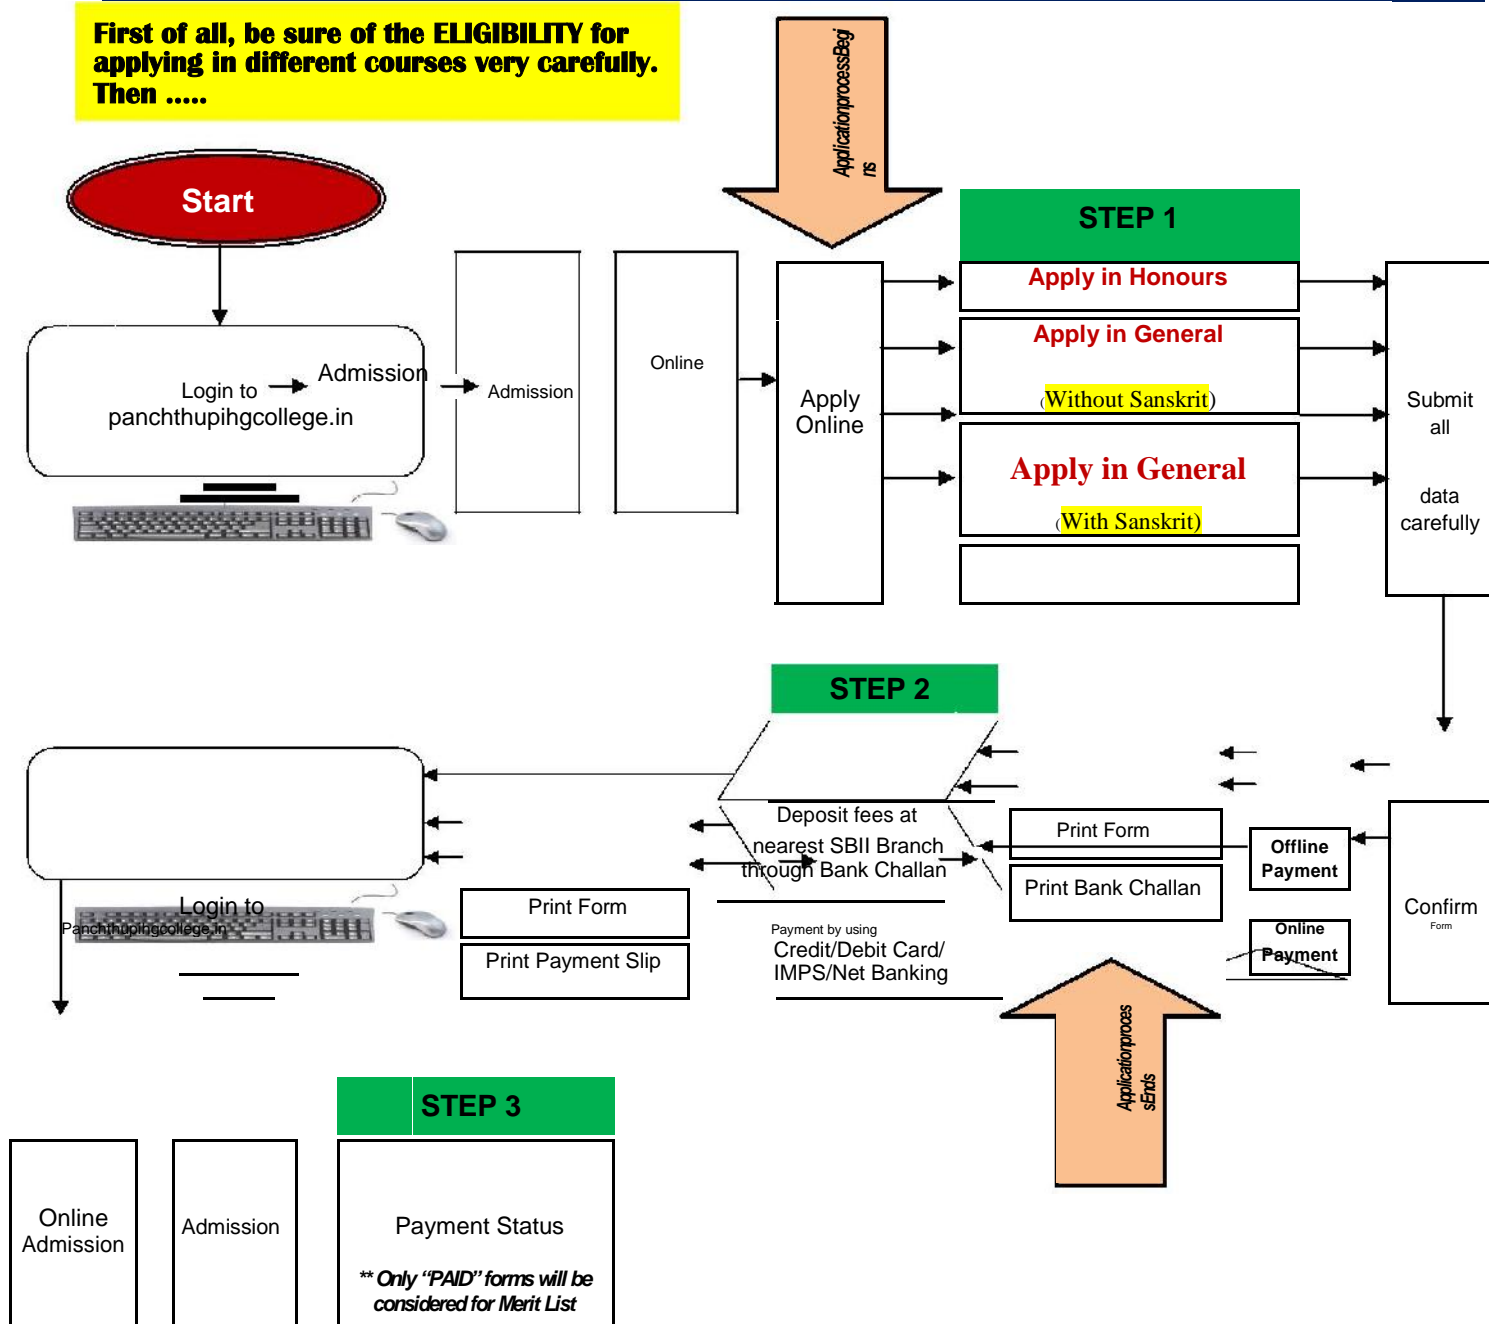 First of all, be sure of the ELIGIBILITY for
applying in different courses very carefully.
Then .....
ApplicationprocessBegi
ns
Start
STEP 1
Apply in Honours
Apply in General
(Without Sanskrit)
Apply in General
(With Sanskrit)
Login to
panchthupihgcollege.in
Admission
Admission
Online
Apply
Online
Submit
all
data
carefully
STEP 2
Deposit fees at
nearest SBII Branch
through Bank Challan
Print Form
Print Bank Challan
Offline
Payment
Online
Payment
Confirm
Form
Login to
Panchthupihgcollege.in
Print Form
Print Payment Slip
Payment by using
Credit/Debit Card/
IMPS/Net Banking
Applicationproces
sEnds
STEP 3
Online
Admission
Admission
Payment Status
** Only “PAID” forms will be
considered for Merit List